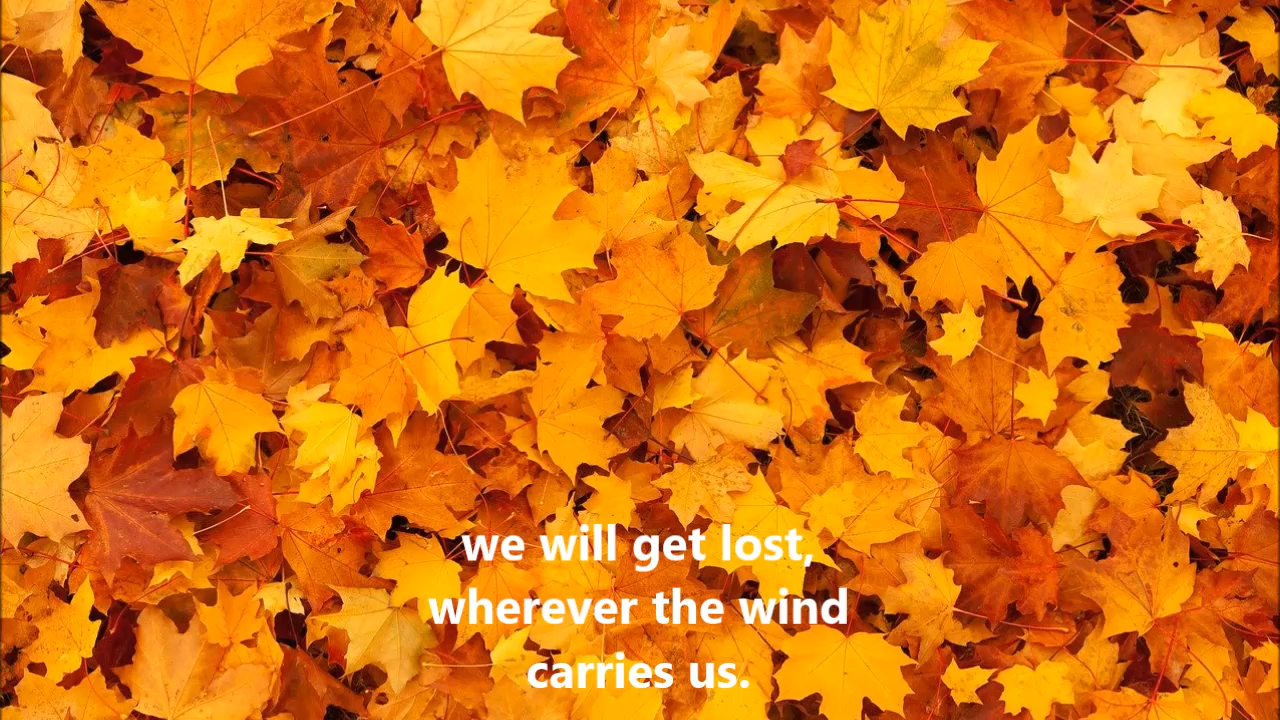 we will get lost,
wherever the wind
carries us.